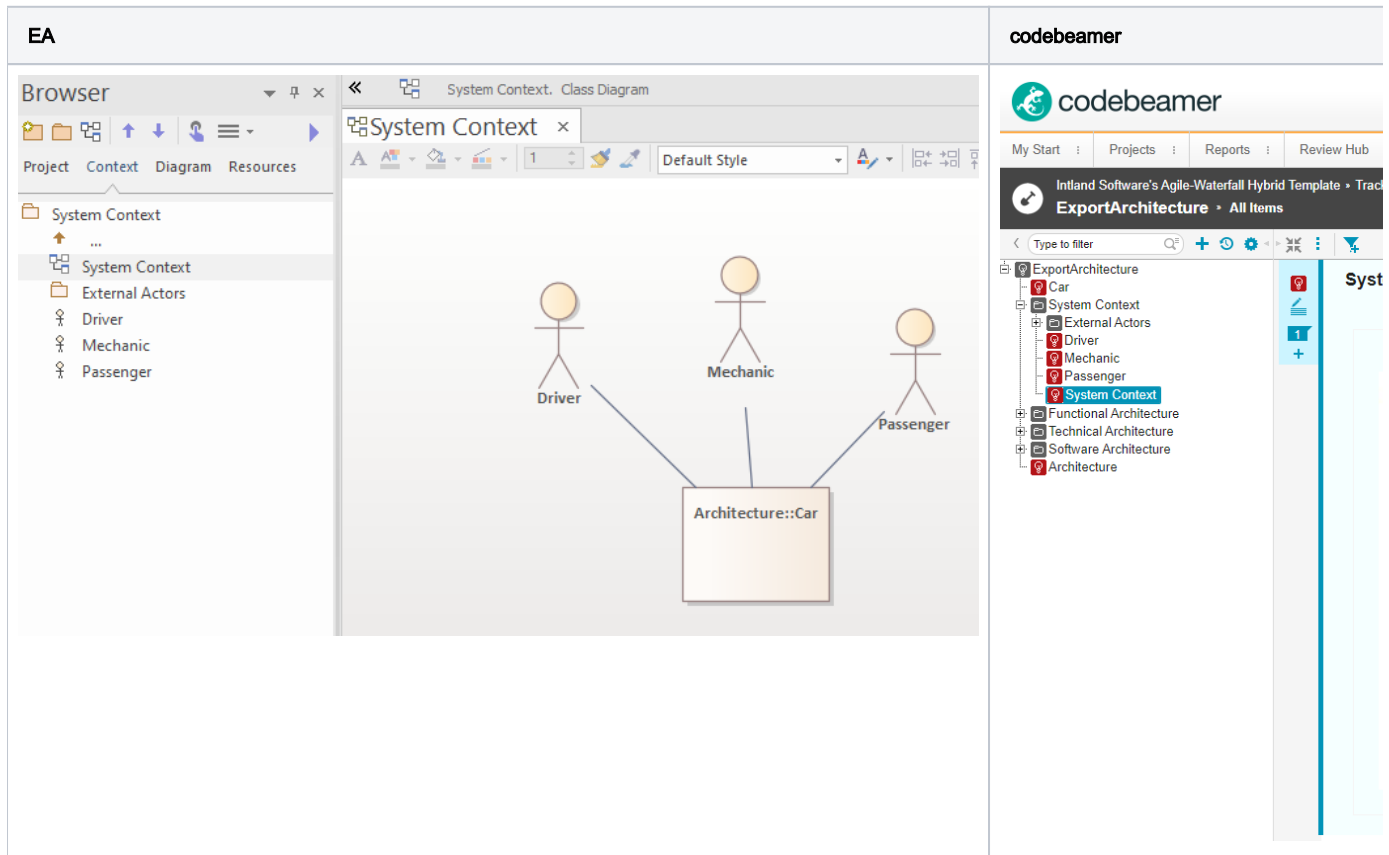 EA
codebeamer
Browser
Project Context Diagram Resources
System Context
...
System Context
External Actors
Driver
Mechanic
Passenger
System Context. Class Diagram
System Context ×
1
Default Style
Driver
Mechanic
Passenger
Architecture::Car
codebeamer
My Start Projects Reports Review Hub
Intland Software's Agile-Waterfall Hybrid Template » Trac
ExportArchitecture » All Items
Type to filter
ExportArchitecture
Car
System Context
External Actors
Driver
Mechanic
Passenger
System Context
Functional Architecture
Technical Architecture
Software Architecture
Architecture
1
Syst